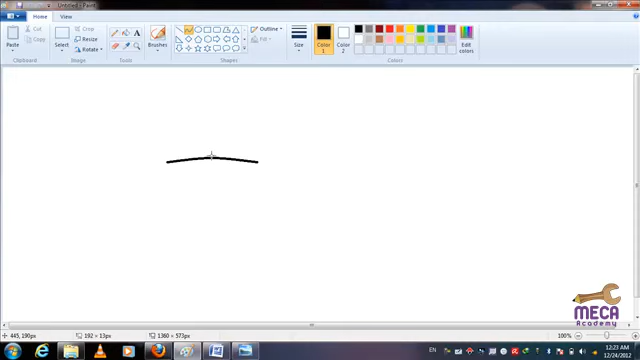 Untitled - Paint
Home View
Paste
Cut
Copy
Clipboard
Select
Crop
Resize
Rotate
Image
Tools
Brushes
Shapes
Outline
Fill
Size
Color 1
Color 2
Colors
Edit colors
MECA
Academy
445, 190px
192 × 13px
1360 × 573px
100%
EN
12:23 AM
12/24/2012